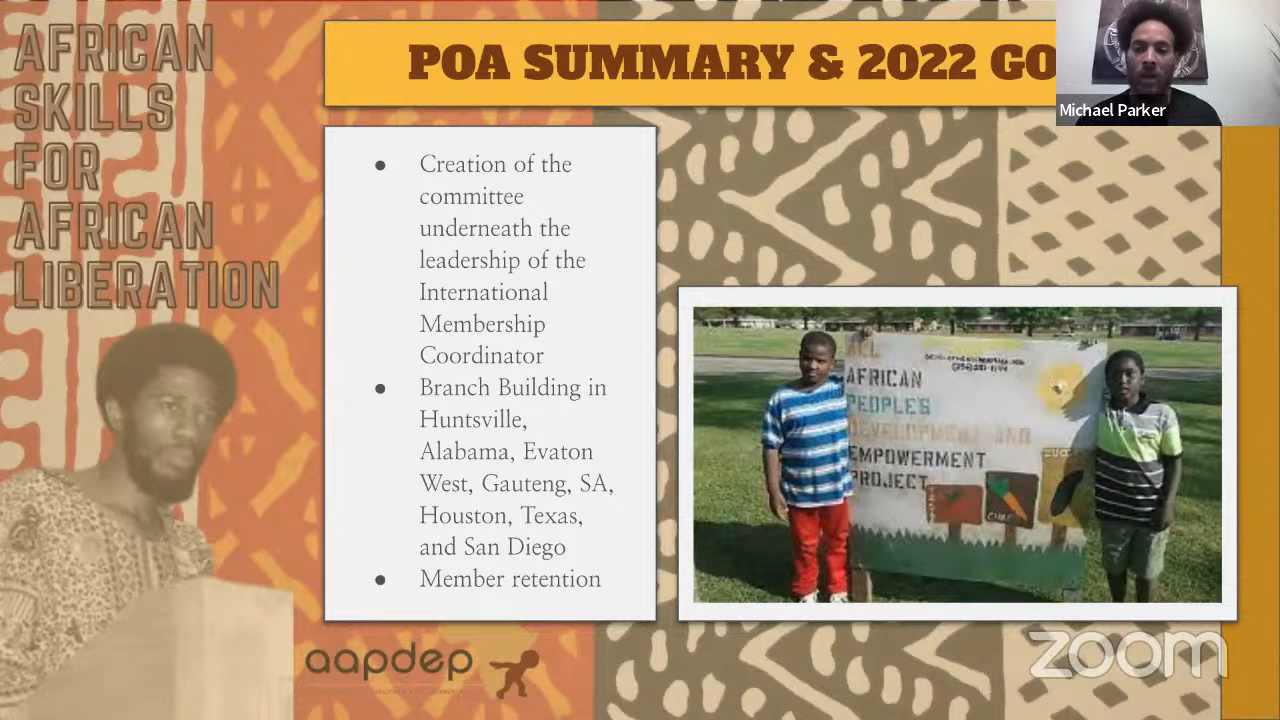 AFRICAN
SKILLS
FOR
AFRICAN
LIBERATION
POA SUMMARY & 2022 GO
Michael Parker
● Creation of the
committee
underneath the
leadership of the
International
Membership
Coordinator
● Branch Building in
Huntsville,
Alabama, Evaton
West, Gauteng, SA,
Houston, Texas,
and San Diego
● Member retention
AFRICAN
PEOPLE'S
DEVELOPMENT AND
EMPOWERMENT
PROJECT
aapdep
zoom